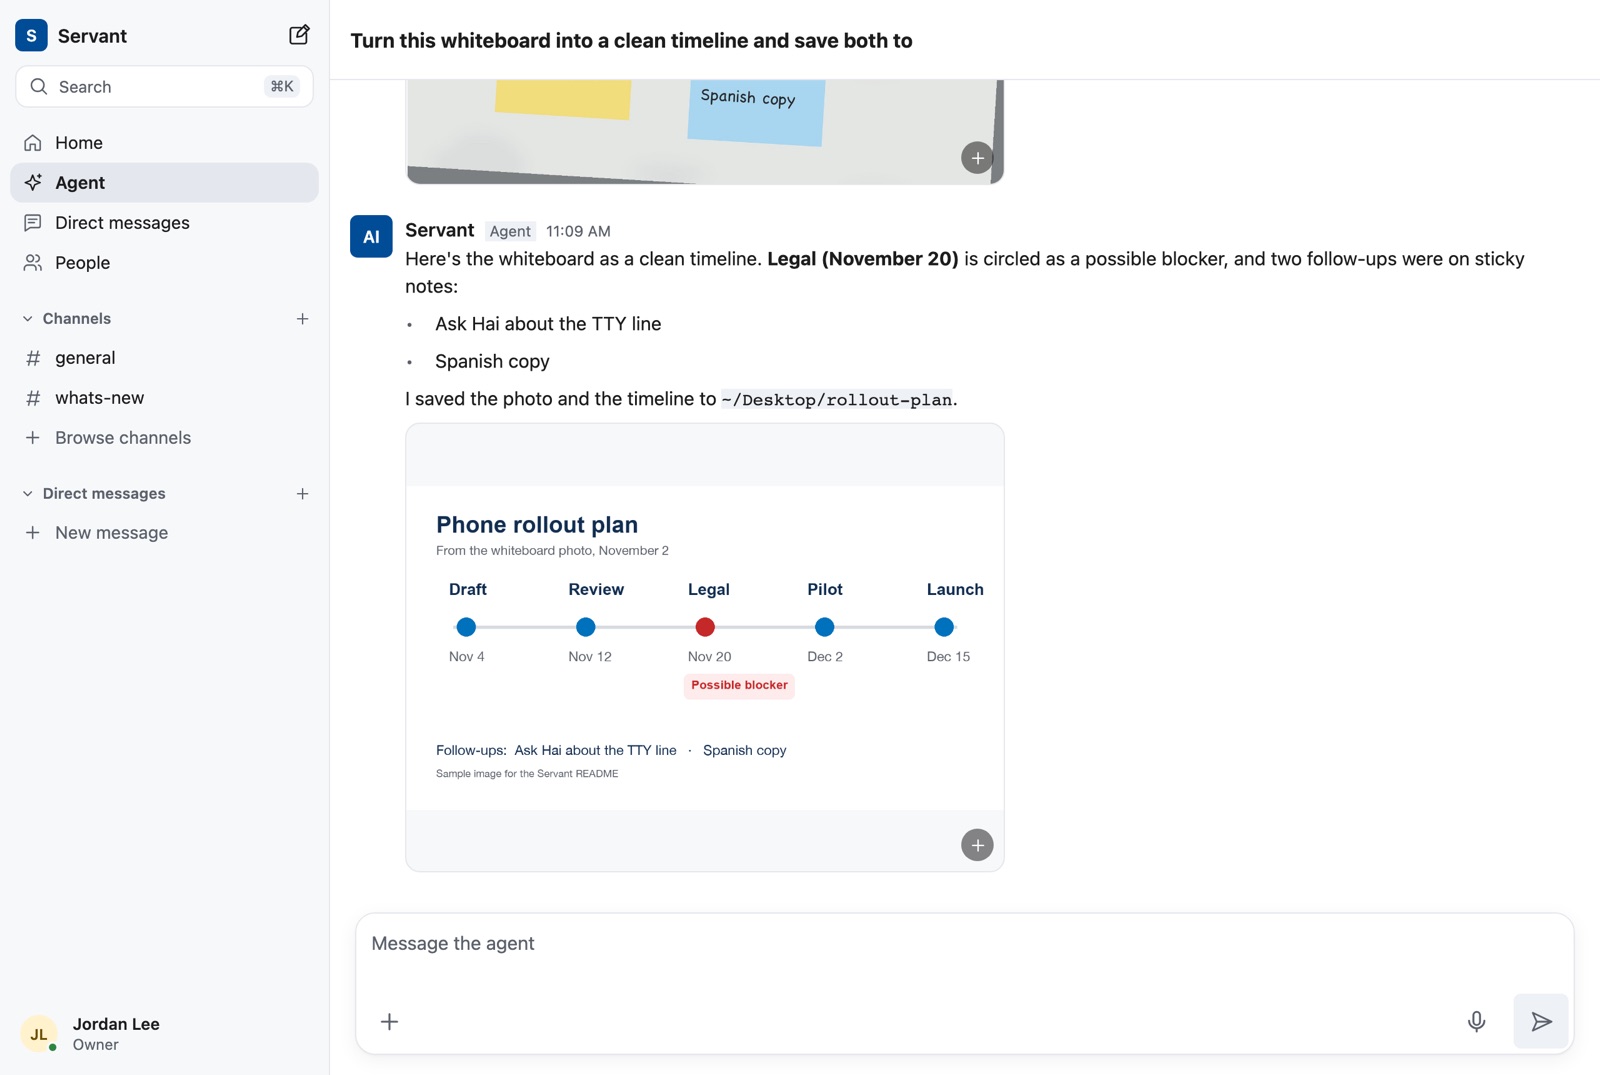 S Servant
Search ⌘K
Home
Agent
Direct messages
People
Channels
# general
# whats-new
Browse channels
Direct messages
New message
JL Jordan Lee
Owner
Turn this whiteboard into a clean timeline and save both to
Spanish copy
AI Servant Agent 11:09 AM
Here's the whiteboard as a clean timeline. Legal (November 20) is circled as a possible blocker, and two follow-ups were on sticky
notes:
• Ask Hai about the TTY line
• Spanish copy
I saved the photo and the timeline to ~/Desktop/rollout-plan.
Phone rollout plan
From the whiteboard photo, November 2
Draft Review Legal Pilot Launch
Nov 4 Nov 12 Nov 20 Dec 2 Dec 15
Possible blocker
Follow-ups: Ask Hai about the TTY line · Spanish copy
Sample image for the Servant README
Message the agent